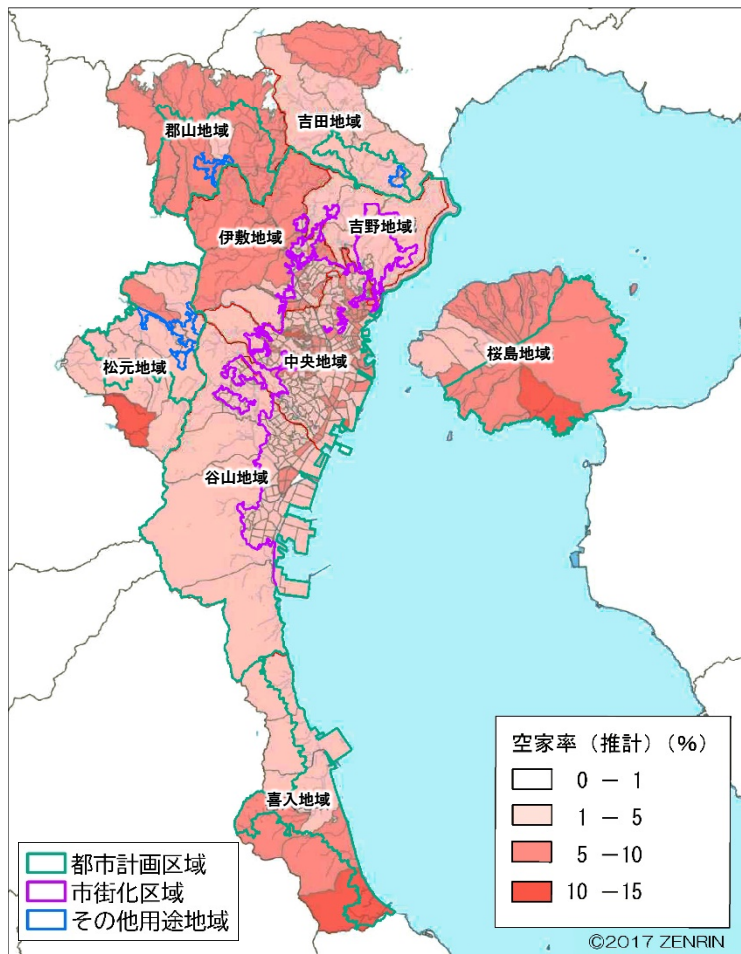 吉田地域
郡山地域
伊敷地域
吉野地域
桜島地域
中央地域
松元地域
谷山地域
喜入地域
空家率（推計）（%）
0 － 1
1 － 5
5 －10
10 －15
都市計画区域
市街化区域
その他用途地域
©2017 ZENRIN